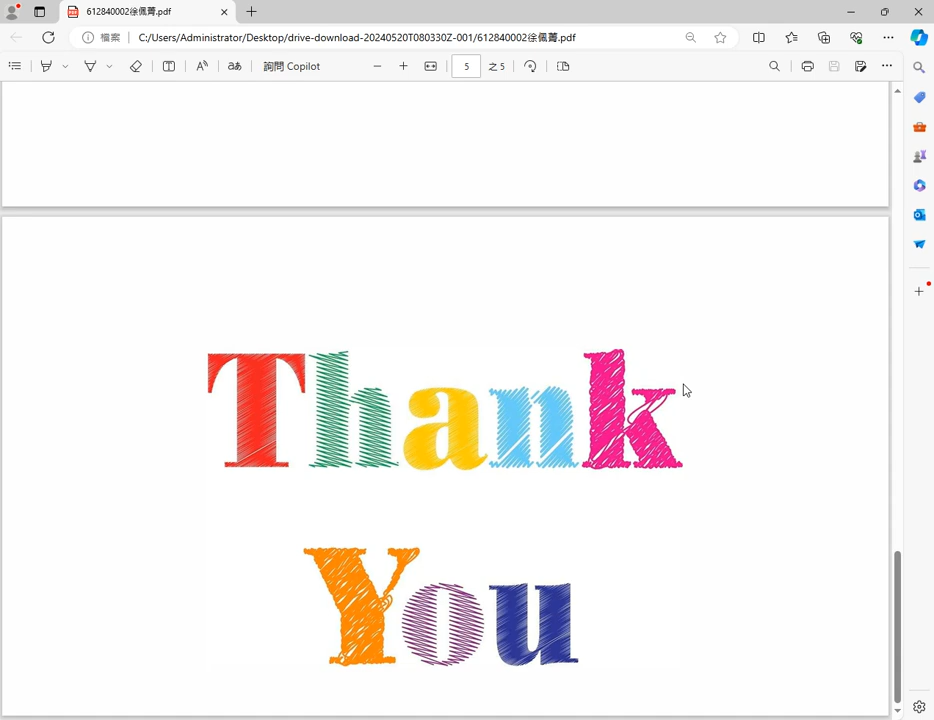 612840002徐佩菁.pdf
檔案
C:/Users/Administrator/Desktop/drive-download-20240520T080330Z-001/612840002徐佩菁.pdf
aあ
詢問 Copilot
5
之 5
Thank
You